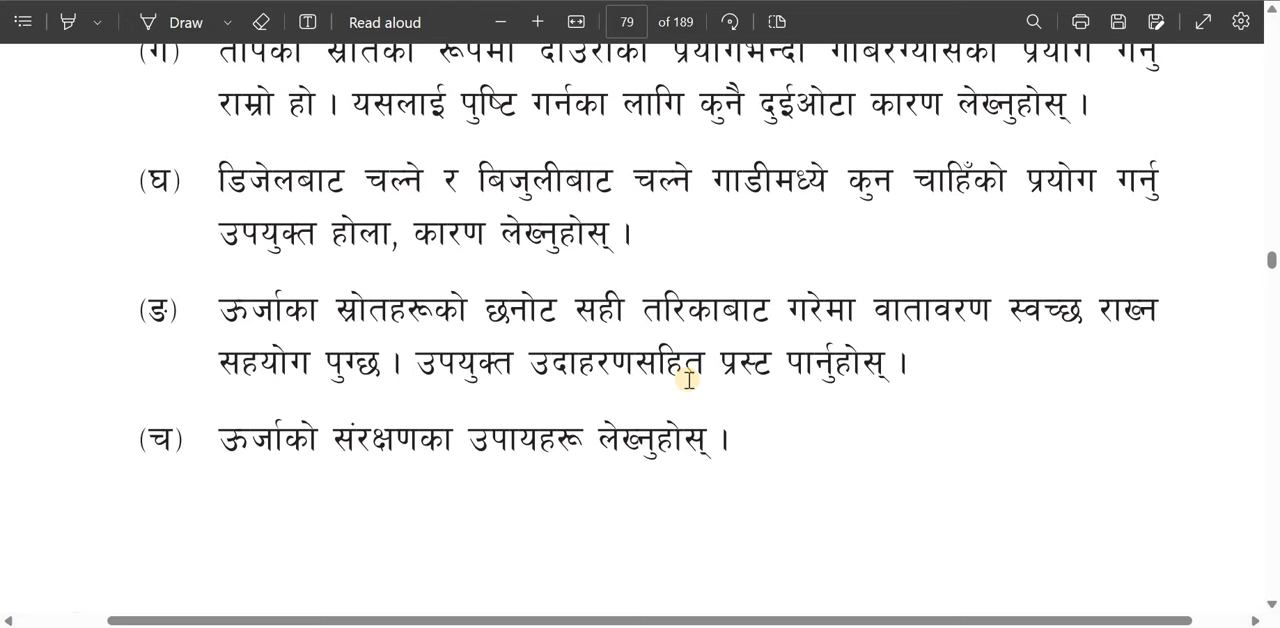 Draw
Read aloud
79 of 189
(ग) तापको स्रोतको रूपमा दाउराको प्रयोगभन्दा गोबरग्यासको प्रयोग गर्नु
राम्रो हो । यसलाई पुष्टि गर्नका लागि कुनै दुईओटा कारण लेख्नुहोस् ।
(घ) डिजेलबाट चल्ने र बिजुलीबाट चल्ने गाडीमध्ये कुन चाहिँको प्रयोग गर्नु
उपयुक्त होला, कारण लेख्नुहोस् ।
(ङ) ऊर्जाका स्रोतहरूको छनोट सही तरिकाबाट गरेमा वातावरण स्वच्छ राख्न
सहयोग पुग्छ । उपयुक्त उदाहरणसहित प्रस्ट पार्नुहोस् ।
(च) ऊर्जाको संरक्षणका उपायहरू लेख्नुहोस् ।